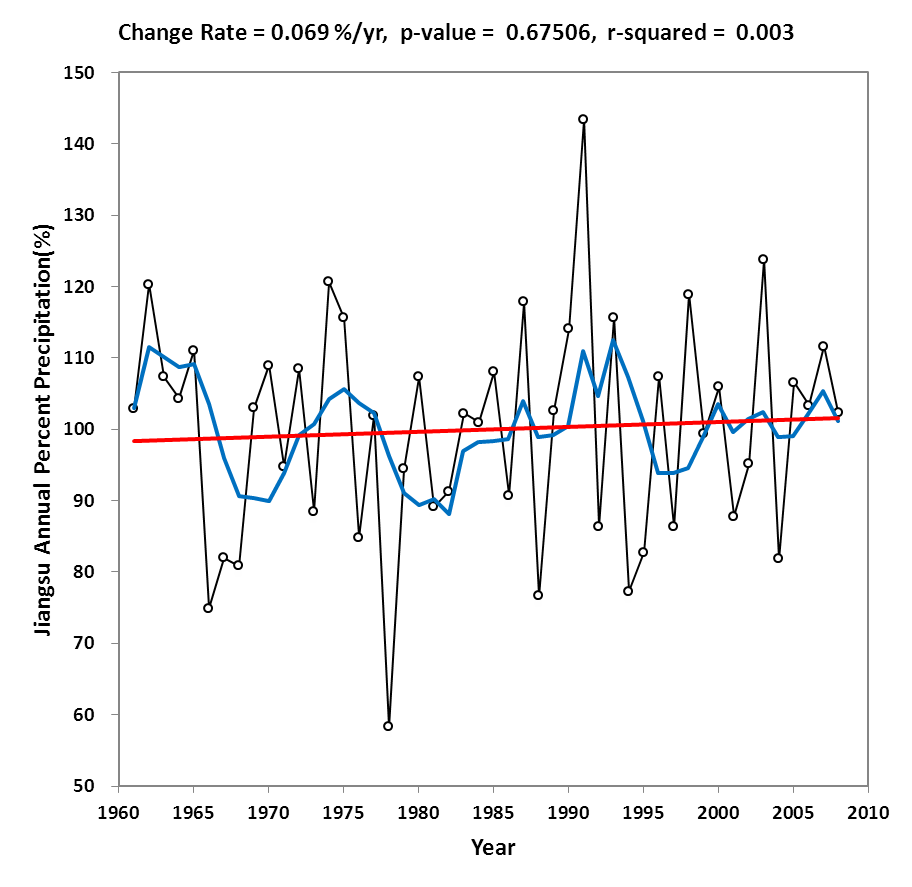 Change Rate = 0.069 %/yr, p-value = 0.67506, r-squared = 0.003
150
140
130
120
110
100
90
80
70
60
50
Jiangsu Annual Percent Precipitation(%)
1960 1965 1970 1975 1980 1985 1990 1995 2000 2005 2010
Year